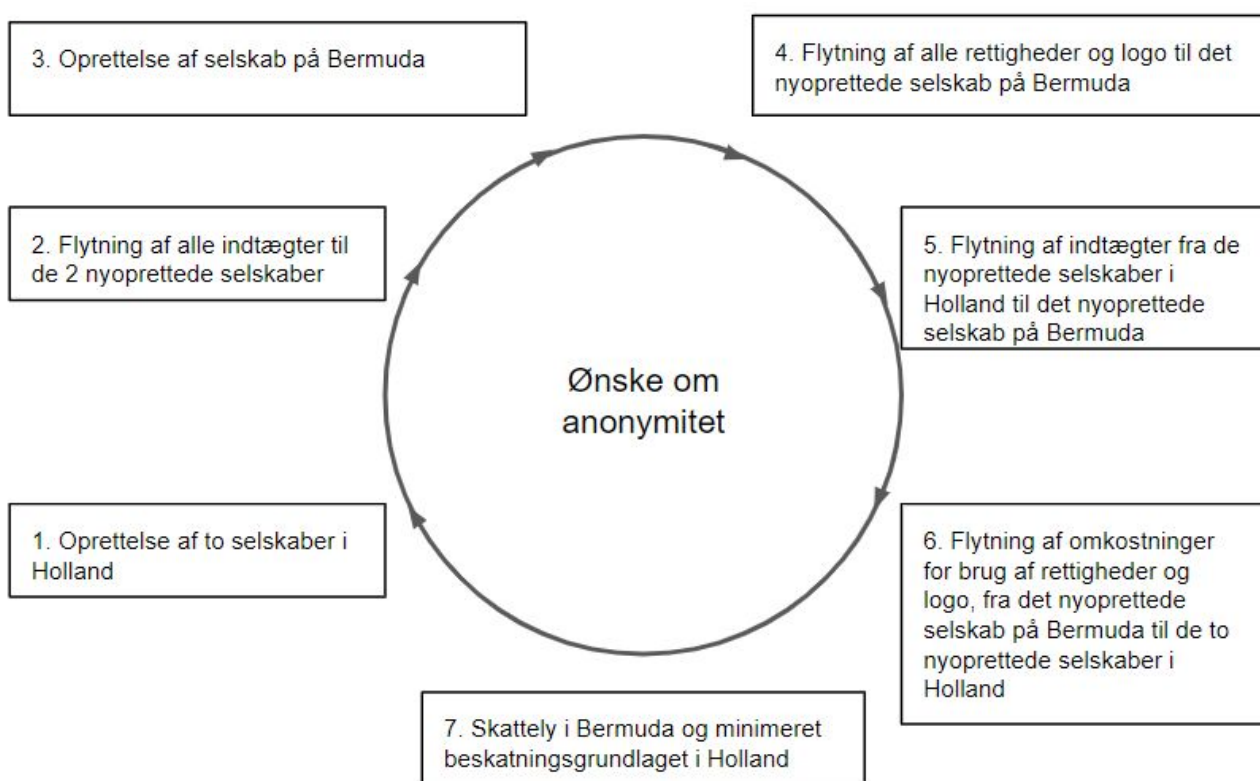 3. Oprettelse af selskab på Bermuda
4. Flytning af alle rettigheder og logo til det
nyoprettede selskab på Bermuda
2. Flytning af alle indtægter til
de 2 nyoprettede selskaber
5. Flytning af indtægter fra de
nyoprettede selskaber i
Holland til det nyoprettede
selskab på Bermuda
Ønske om
anonymitet
1. Oprettelse af to selskaber i
Holland
6. Flytning af omkostninger
for brug af rettigheder og
logo, fra det nyoprettede
selskab på Bermuda til de to
nyoprettede selskaber i
Holland
7. Skattely i Bermuda og minimeret
beskatningsgrundlaget i Holland